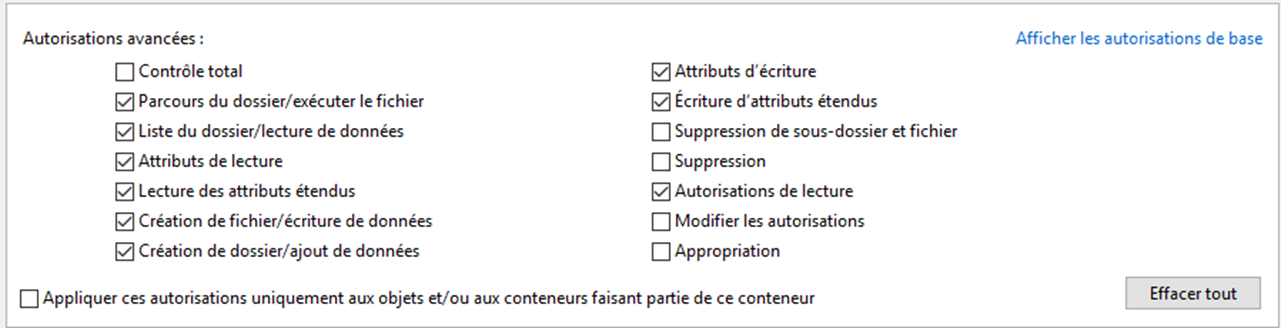 Autorisations avancées :
Afficher les autorisations de base
Contrôle total
Parcours du dossier/exécuter le fichier
Liste du dossier/lecture de données
Attributs de lecture
Lecture des attributs étendus
Création de fichier/écriture de données
Création de dossier/ajout de données
Attributs d'écriture
Écriture d'attributs étendus
Suppression de sous-dossier et fichier
Suppression
Autorisations de lecture
Modifier les autorisations
Appropriation
Appliquer ces autorisations uniquement aux objets et/ou aux conteneurs faisant partie de ce conteneur
Effacer tout